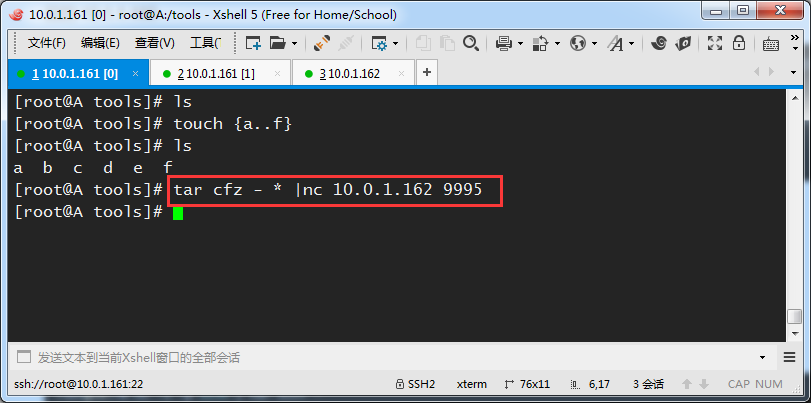 10.0.1.161 [0] - root@A:/tools - Xshell 5 (Free for Home/School)
文件(F) 编辑(E) 查看(V) 工具(
1 10.0.1.161 [0] × 2 10.0.1.161 [1] × 3 10.0.1.162 × +
[root@A tools]# ls
[root@A tools]# touch {a..f}
[root@A tools]# ls
a b c d e f
[root@A tools]# tar cfz - * |nc 10.0.1.162 9995
[root@A tools]#
发送文本到当前Xshell窗口的全部会话
ssh://root@10.0.1.161:22 SSH2 xterm 76x11 6,17 3 会话 CAP NUM